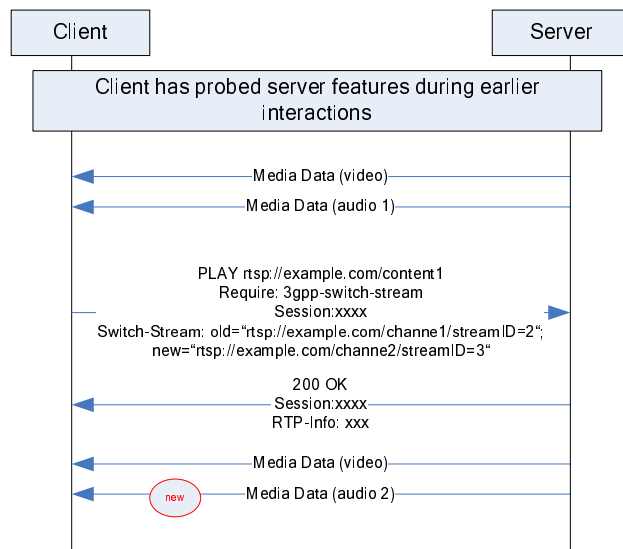 Client
Server
Client has probed server features during earlier
interactions
Media Data (video)
Media Data (audio 1)
PLAY rtsp://example.com/content1
Require: 3gpp-switch-stream
Session:xxxx
Switch-Stream: old=“rtsp://example.com/channe1/streamID=2“;
new=“rtsp://example.com/channe2/streamID=3“
200 OK
Session:xxxx
RTP-Info: xxx
Media Data (video)
new
Media Data (audio 2)